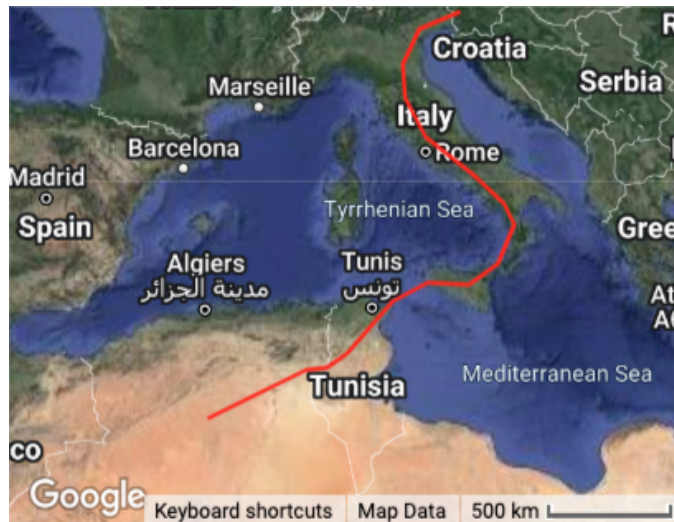 R
Croatia
Marseille
Serbia
Italy
Barcelona
Rome
Madrid
Spain
Tyrrhenian Sea
Gree
Algiers
مدينة الجزائر
Tunis
تونس
At
Αθ
Mediterranean Sea
Tunisia
co
Google
Keyboard shortcuts
Map Data
500 km